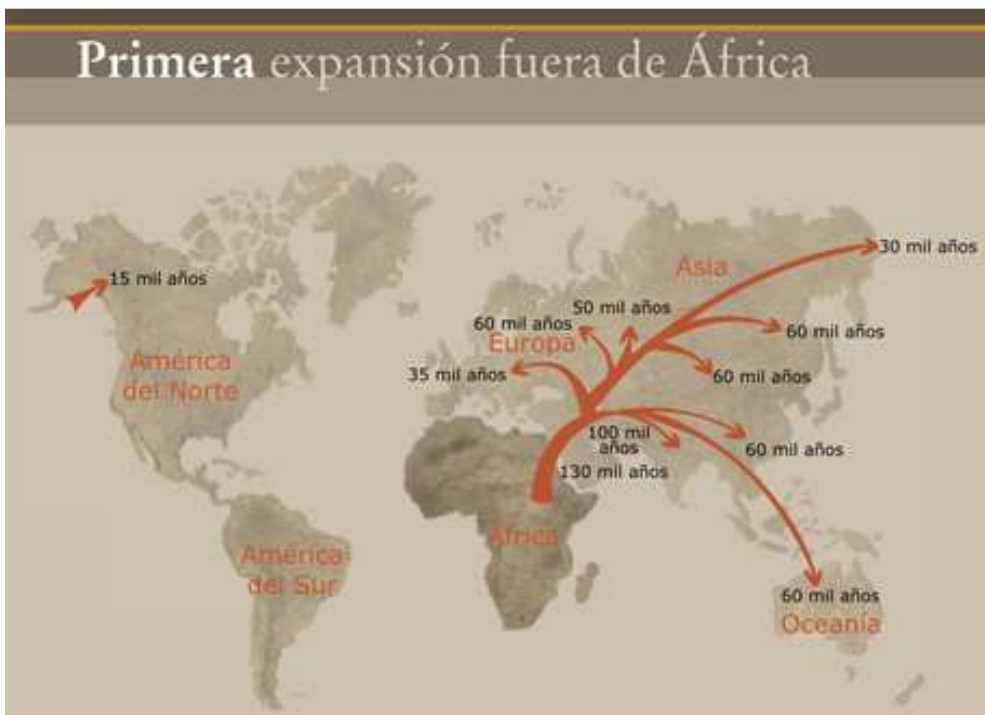 Primera expansión fuera de África
30 mil años
Asia
15 mil años
50 mil años
60 mil años
Europa
60 mil años
América
del Norte
35 mil años
60 mil años
100 mil
años
60 mil años
130 mil años
África
América
del Sur
60 mil años
Oceanía